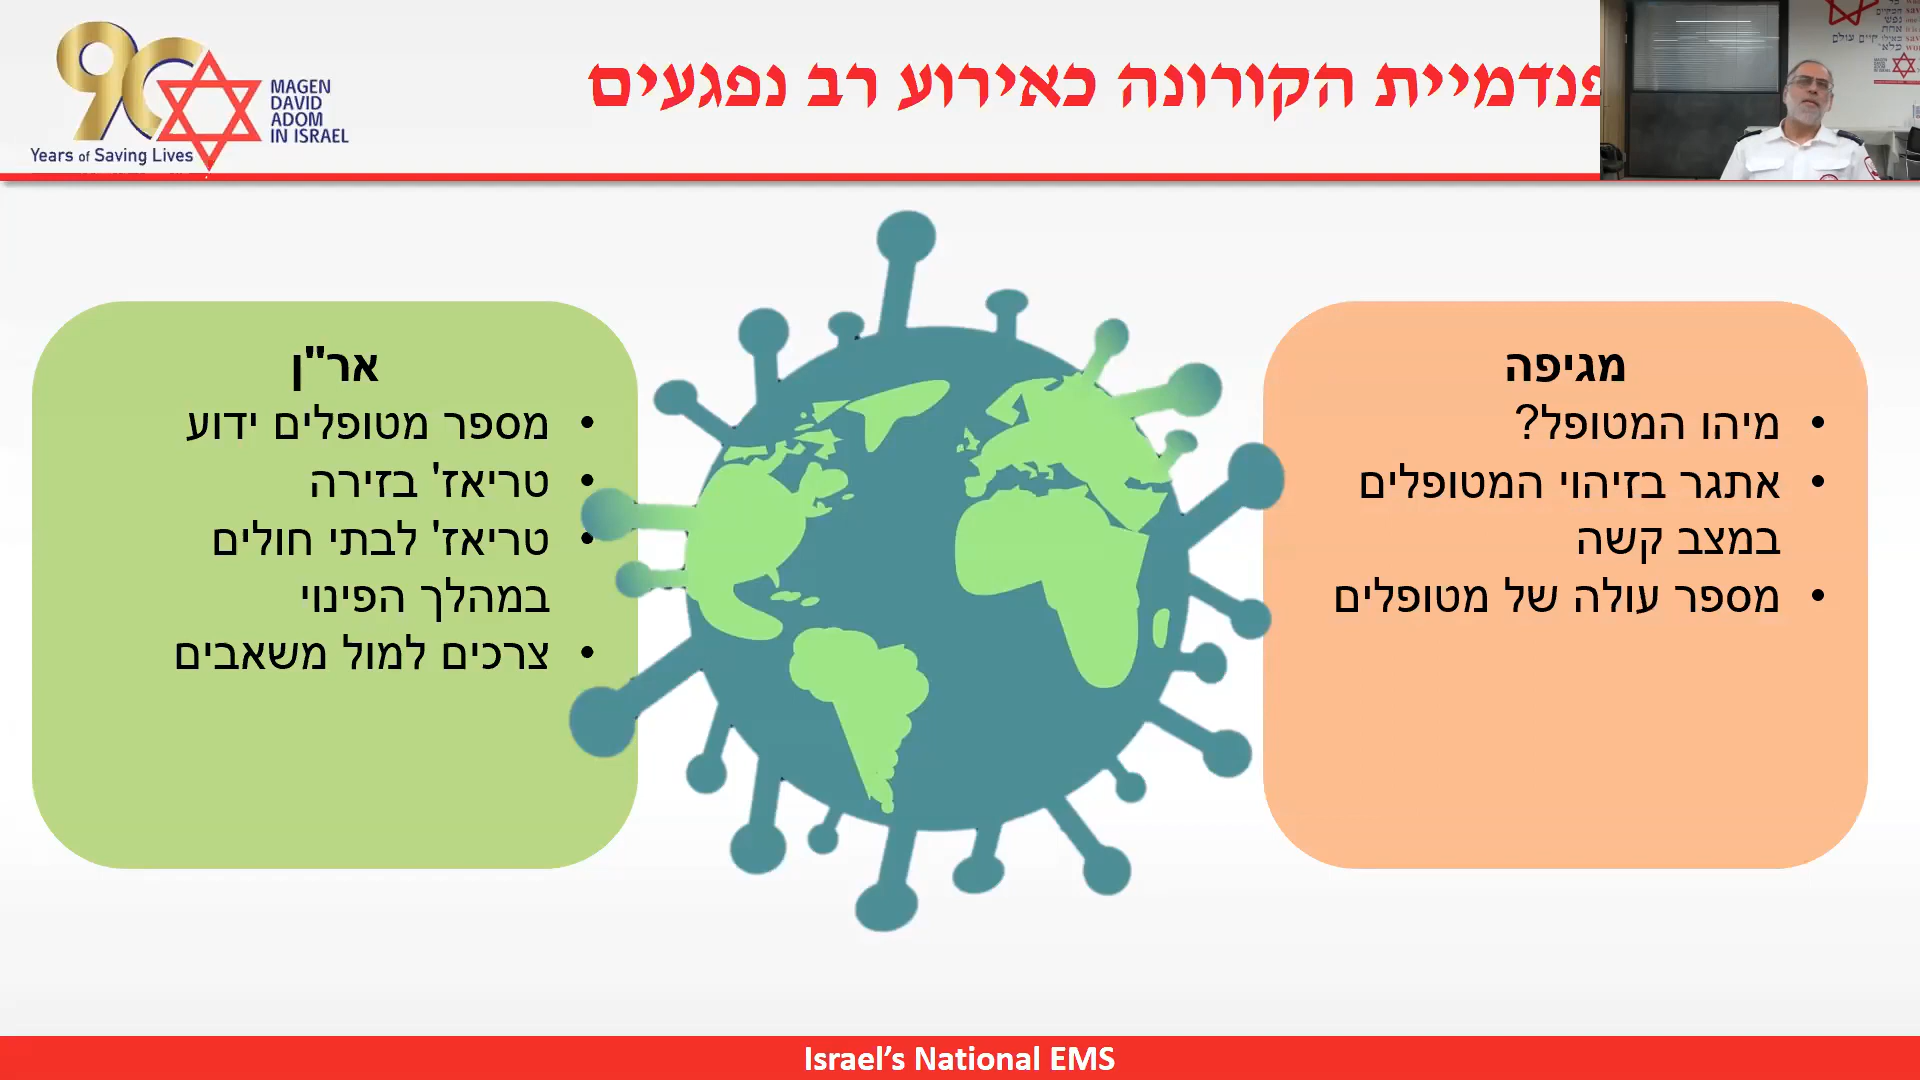 פנדמיית הקורונה כאירוע רב נפגעים
90
Years of Saving Lives
MAGEN
DAVID
ADOM
IN ISRAEL
מגיפה
• מיהו המטופל?
• אתגר בזיהוי המטופלים
במצב קשה
• מספר עולה של מטופלים
אר"ן
• מספר מטופלים ידוע
• טריאז' בזירה
• טריאז' לבתי חולים
במהלך הפינוי
• צרכים למול משאבים
Israel’s National EMS